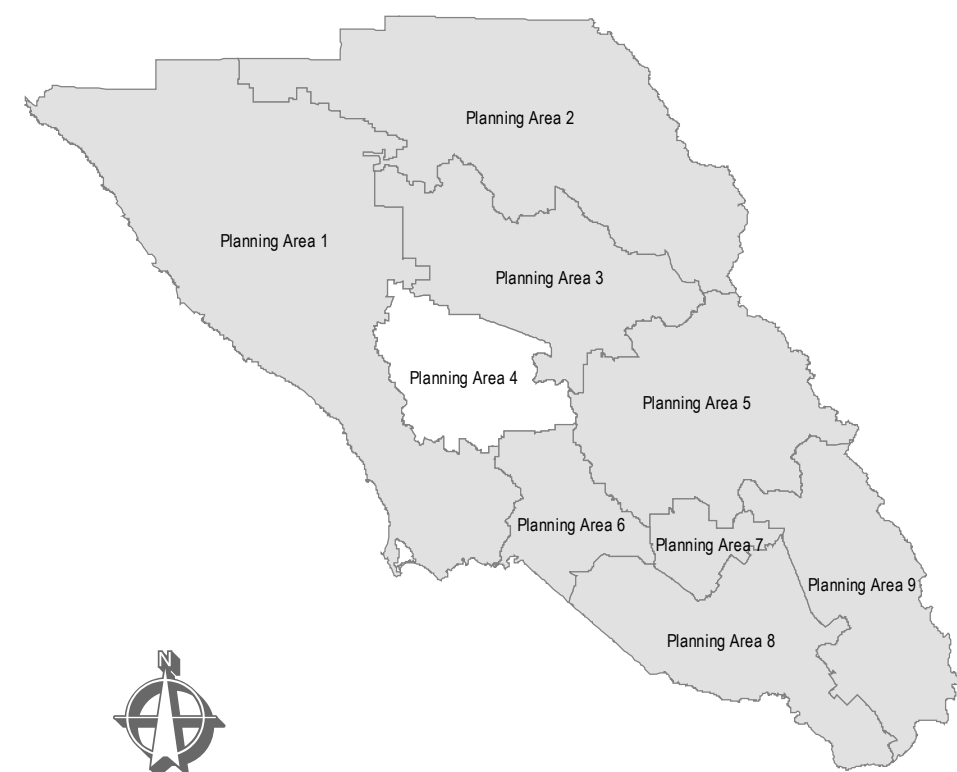 Planning Area 2
Planning Area 1
Planning Area 3
Planning Area 4
Planning Area 5
Planning Area 6
Planning Area 7
Planning Area 9
Planning Area 8
N